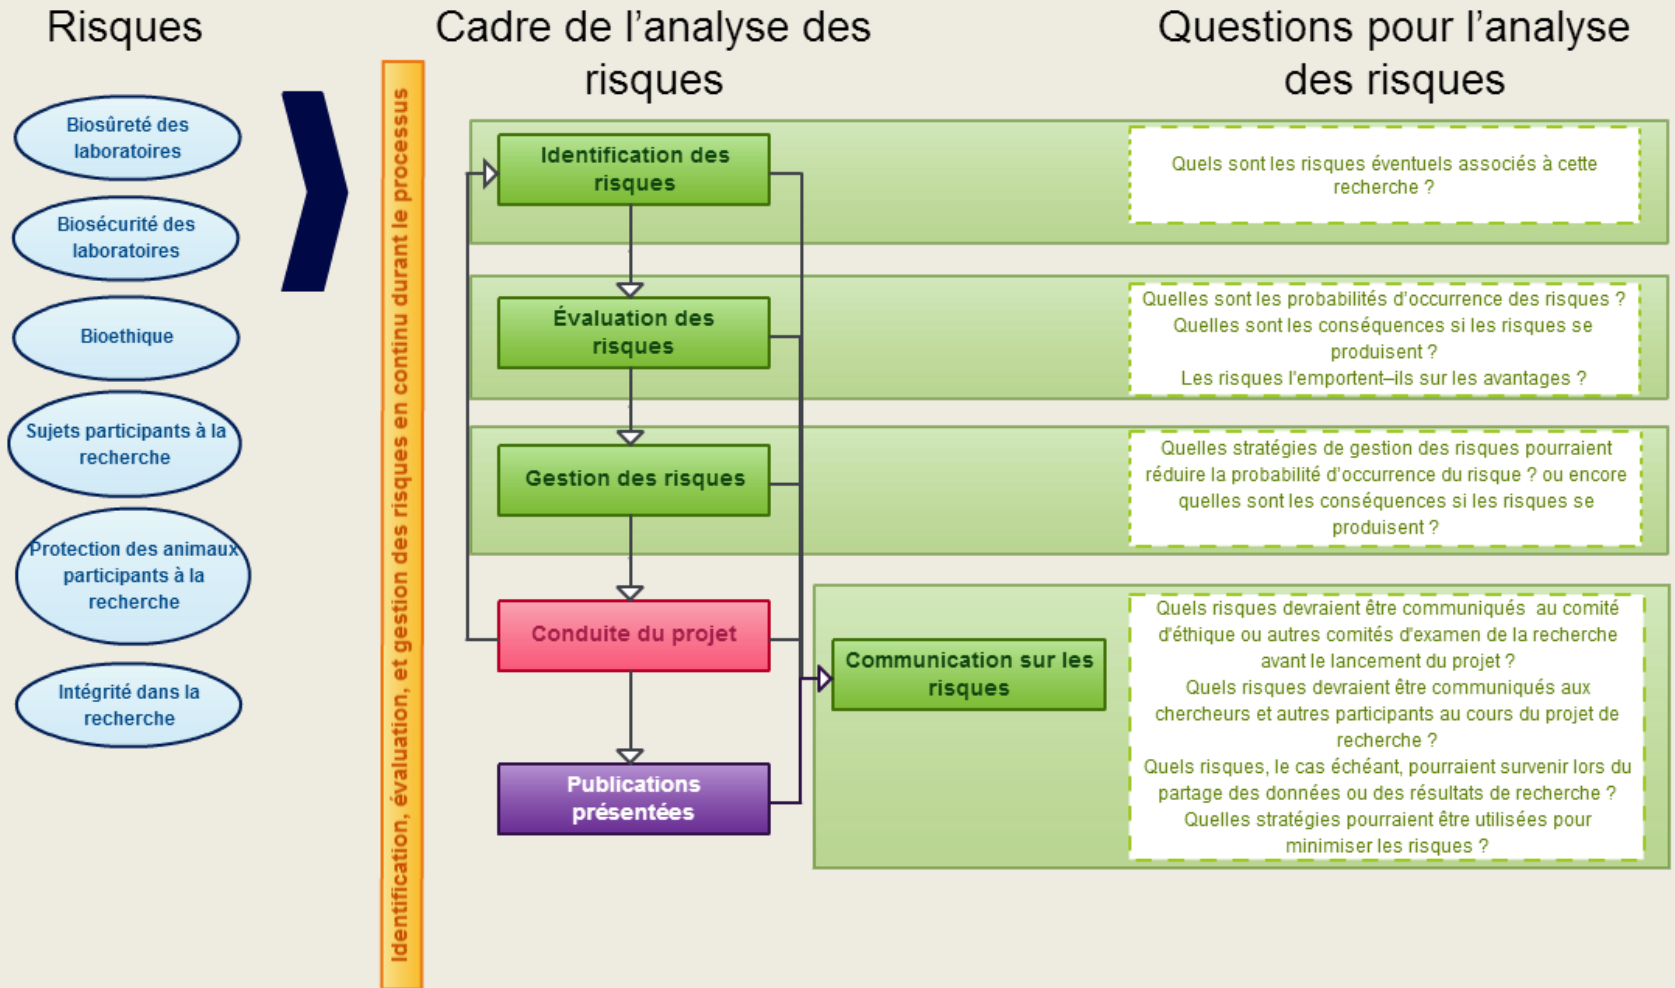 Risques
Biosûreté des
laboratoires
Biosécurité des
laboratoires
Bioethique
Sujets participants à la
recherche
Protection des animaux
participants à la
recherche
Intégrité dans la
recherche
Identification, évaluation, et gestion des risques en continu durant le processus
Cadre de l'analyse des
risques
Identification des
risques
Évaluation des
risques
Gestion des risques
Conduite du projet
Publications
présentées
Communication sur les
risques
Questions pour l'analyse
des risques
Quels sont les risques éventuels associés à cette
recherche ?
Quelles sont les probabilités d'occurrence des risques ?
Quelles sont les conséquences si les risques se
produisent ?
Les risques l'emportent–ils sur les avantages ?
Quelles stratégies de gestion des risques pourraient
réduire la probabilité d'occurrence du risque ? ou encore
quelles sont les conséquences si les risques se
produisent ?
Quels risques devraient être communiqués au comité
d'éthique ou autres comités d'examen de la recherche
avant le lancement du projet ?
Quels risques devraient être communiqués aux
chercheurs et autres participants au cours du projet de
recherche ?
Quels risques, le cas échéant, pourraient survenir lors du
partage des données ou des résultats de recherche ?
Quelles stratégies pourraient être utilisées pour
minimiser les risques ?